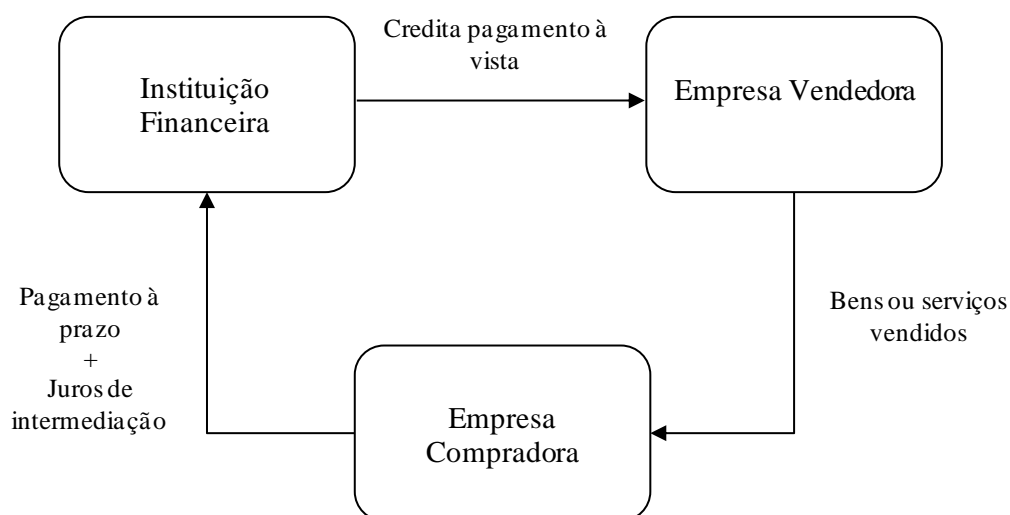 Credita pagamento à
vista
Instituição
Financeira
Empresa Vendedora
Pagamento à
prazo
+
Juros de
intermediação
Bens ou serviços
vendidos
Empresa
Compradora